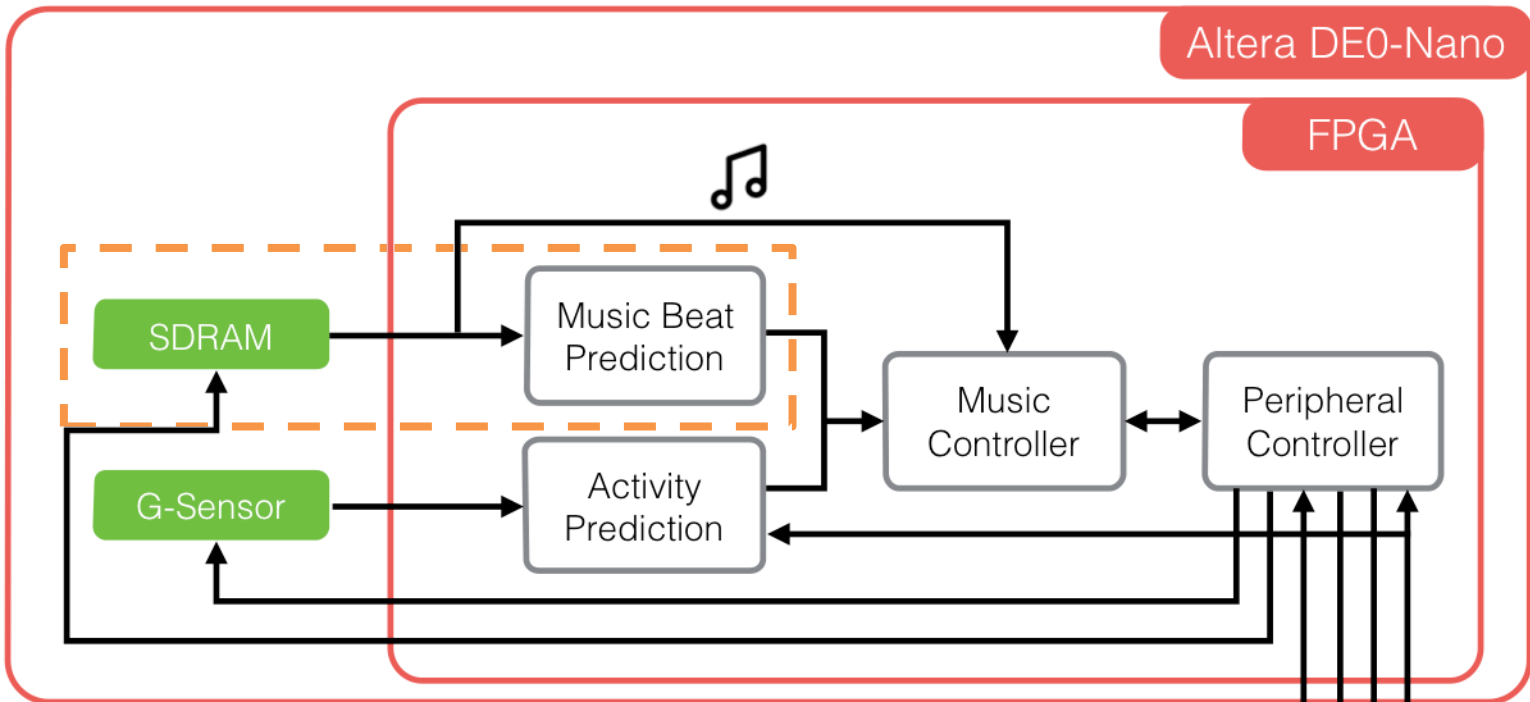 Altera DE0-Nano
FPGA
SDRAM
Music Beat
Prediction
Music
Controller
Peripheral
Controller
G-Sensor
Activity
Prediction